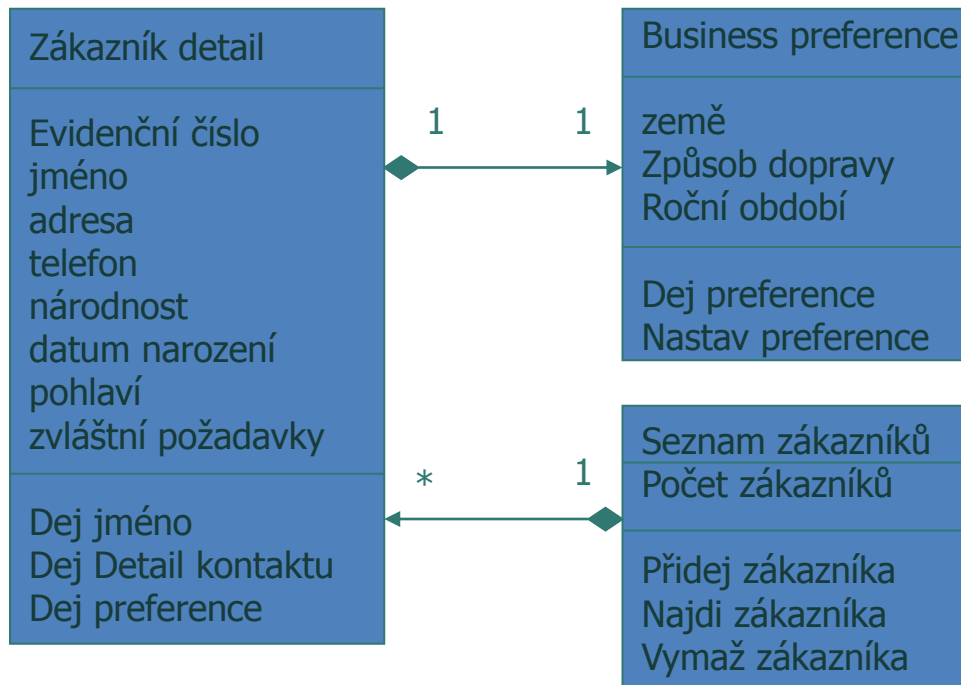 Zákazník detail
Evidenční číslo
jméno
adresa
telefon
národnost
datum narození
pohlaví
zvláštní požadavky
Dej jméno
Dej Detail kontaktu
Dej preference
1 1
* 1
Business preference
země
Způsob dopravy
Roční období
Dej preference
Nastav preference
Seznam zákazníků
Počet zákazníků
Přidej zákazníka
Najdi zákazníka
Vymaž zákazníka